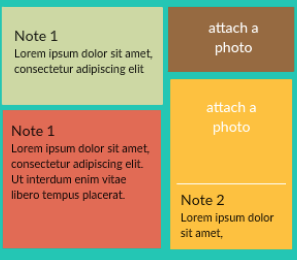 Note 1
Lorem ipsum dolor sit amet,
consectetur adipiscing elit
attach a
photo
Note 1
Lorem ipsum dolor sit amet,
consectetur adipiscing elit.
Ut interdum enim vitae
libero tempus placerat.
attach a
photo
Note 2
Lorem ipsum dolor
sit amet,